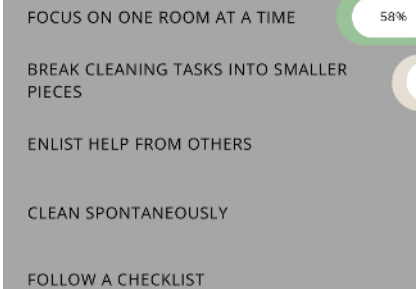 FOCUS ON ONE ROOM AT A TIME 58%
BREAK CLEANING TASKS INTO SMALLER
PIECES
ENLIST HELP FROM OTHERS
CLEAN SPONTANEOUSLY
FOLLOW A CHECKLIST